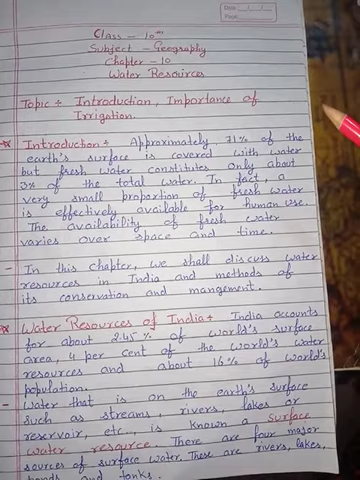 Date
Page
Class - 10th
Subject - Geography
Chapter - 10
Water Resources
Topic ÷ Introduction, Importance of
Irrigation.
Introduction ÷ Approximately 71% of the
earth's surface is covered with water
but fresh water constitutes only about
3% of the total water. In fact, a
very small proportion of fresh water
is effectively available for human use.
The availability of fresh water
varies over space and time.
- In this chapter, we shall discuss water
resources in India and methods of
its conservation and mangement.
Water Resources of India ÷ India accounts
for about 2.45 % of world's surface
area, 4 per cent of the world's water
resources and about 16% of world's
population.
- Water that is on the earth's surface
such as streams, rivers, lakes or
reservoir, etc., is known a surface
water resource. There are four major
sources of surface water. These are rivers, lakes,
ponds and tanks.